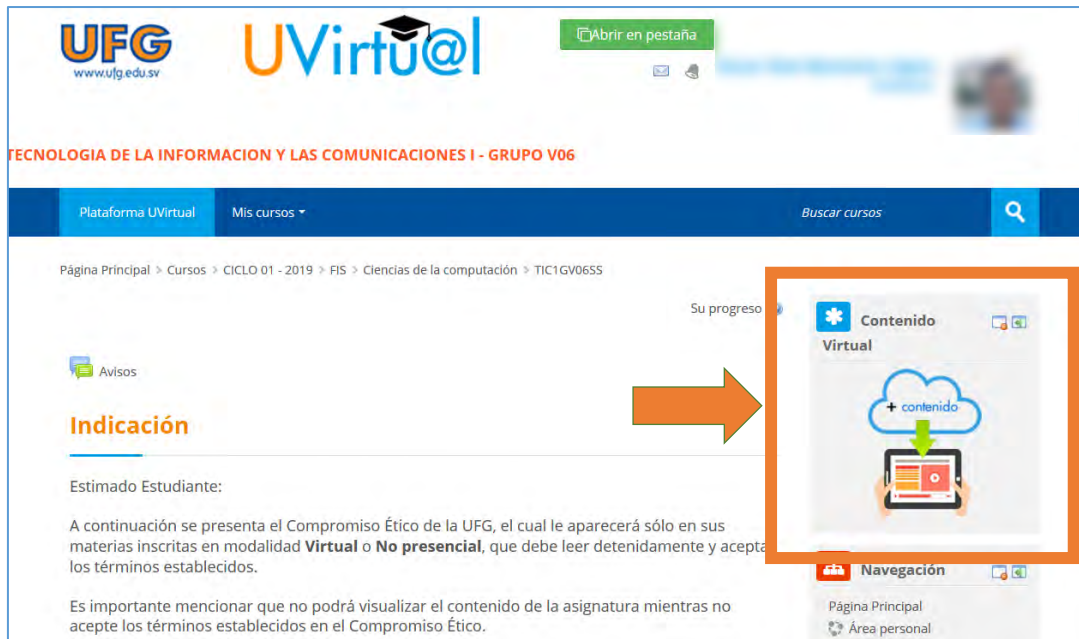 UFG
www.ufg.edu.sv
UVirtu@l
Abrir en pestaña
TECNOLOGIA DE LA INFORMACION Y LAS COMUNICACIONES I - GRUPO V06
Plataforma UVirtual
Mis cursos
Buscar cursos
Página Principal > Cursos > CICLO 01 - 2019 > FIS > Ciencias de la computación > TIC1GV06SS
Su progreso
Contenido
Virtual
+ contenido
Avisos
Indicación
Estimado Estudiante:
A continuación se presenta el Compromiso Ético de la UFG, el cual le aparecerá sólo en sus
materias inscritas en modalidad Virtual o No presencial, que debe leer detenidamente y acepta
los términos establecidos.
Es importante mencionar que no podrá visualizar el contenido de la asignatura mientras no
acepte los términos establecidos en el Compromiso Ético.
Navegación
Página Principal
Área personal